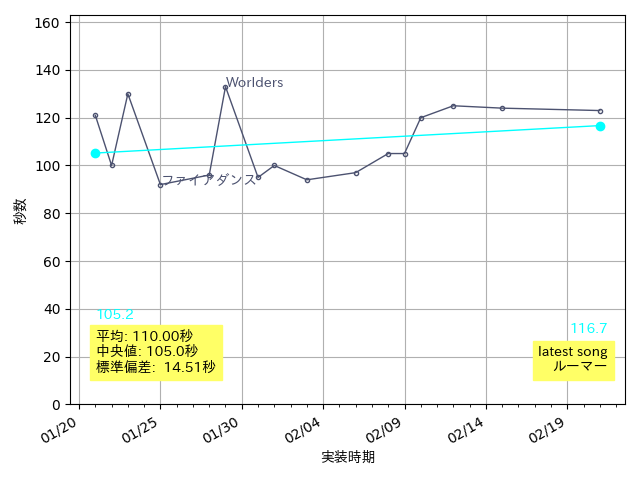 160
140
120
100
80
60
40
20
0
秒数
Worlders
ファイアダンス
105.2
平均: 110.00秒
中央値: 105.0秒
標準偏差: 14.51秒
116.7
latest song
ルーマー
01/20
01/25
01/30
02/04
02/09
02/14
02/19
実装時期